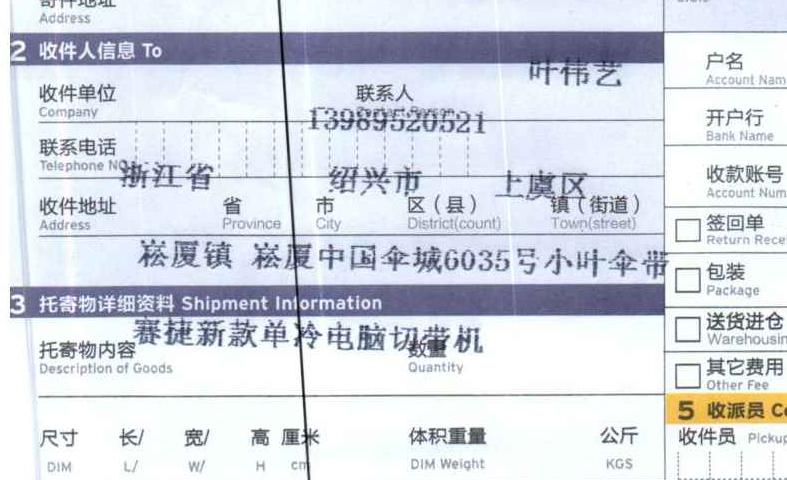 Address
2 收件人信息 To
叶伟艺
户名
Account Nam
收件单位 联系人
Company
13989520521
开户行
Bank Name
联系电话
Telephone NO
浙江省 绍兴市 上虞区
收款账号
Account Num
收件地址 省 市 区(县) 镇(街道)
Address Province City District(count) Town(street)
签回单
Return Rece
崧厦镇 崧厦中国伞城6035号小叶伞带
包装
Package
3 托寄物详细资料 Shipment Information
赛捷新款单冷电脑切带机
送货进仓
Warehousin
托寄物内容 数量
Description of Goods Quantity
其它费用
Other Fee
5 收派员 Co
尺寸 长/ 宽/ 高 厘米 体积重量 公斤
DIM L/ W/ H cm DIM Weight KGS
收件员 Pickup